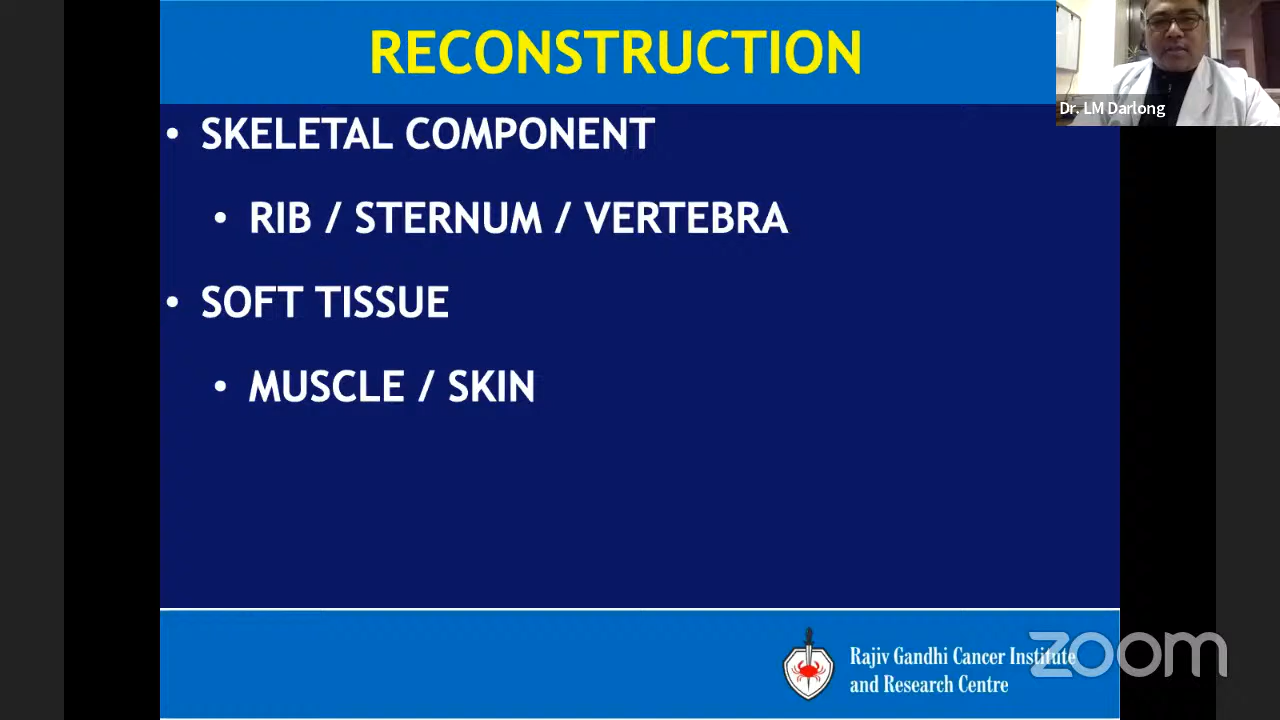 RECONSTRUCTION
Dr. LM Darlong
• SKELETAL COMPONENT
• RIB / STERNUM / VERTEBRA
• SOFT TISSUE
• MUSCLE / SKIN
Rajiv Gandhi Cancer Institute
and Research Centre
zoom